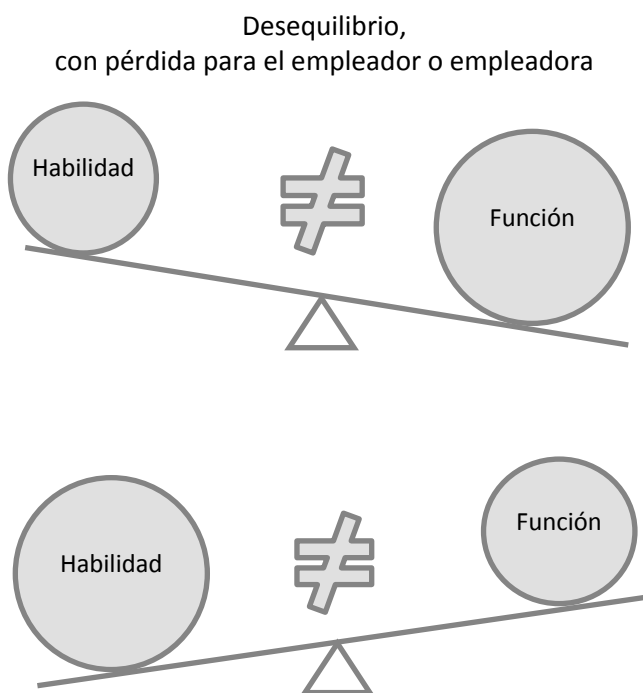 Desequilibrio,
con pérdida para el empleador o empleadora
Habilidad
≠
Función
Habilidad
≠
Función